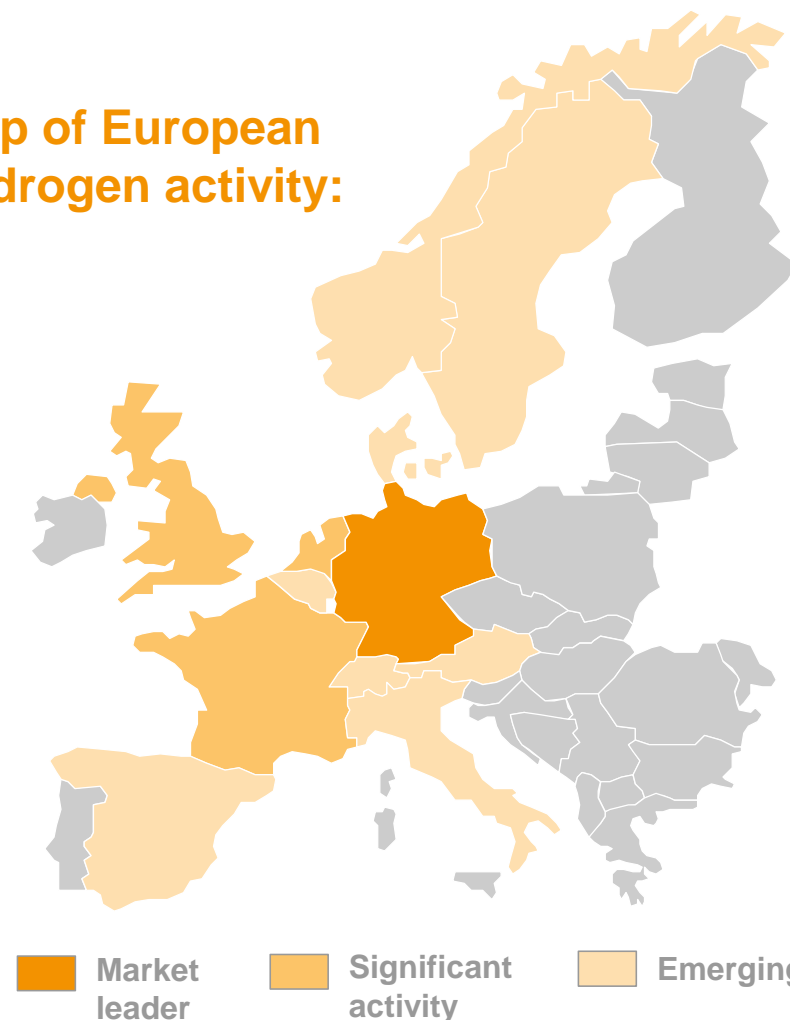 p of European
drogen activity:
Market
leader
Significant
activity
Emerging